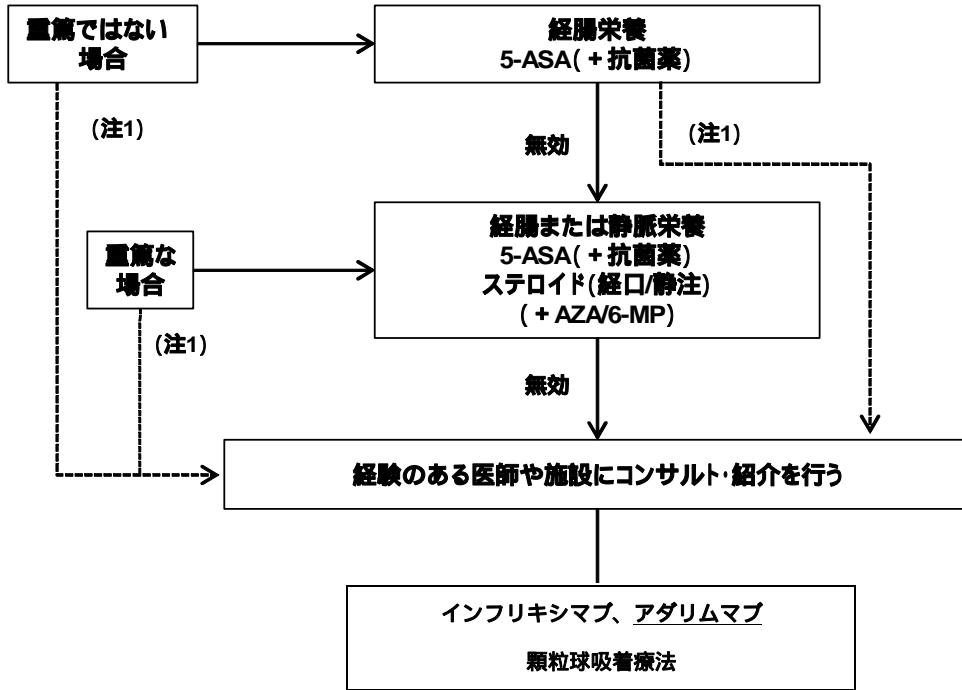 重篤ではない
場合
経腸栄養
5-ASA(+抗菌薬)
(注1)
無効
(注1)
重篤な
場合
経腸または静脈栄養
5-ASA(+抗菌薬)
ステロイド(経口/静注)
(+AZA/6-MP)
(注1)
無効
経験のある医師や施設にコンサルト・紹介を行う
インフリキシマブ、アダリムマブ
顆粒球吸着療法